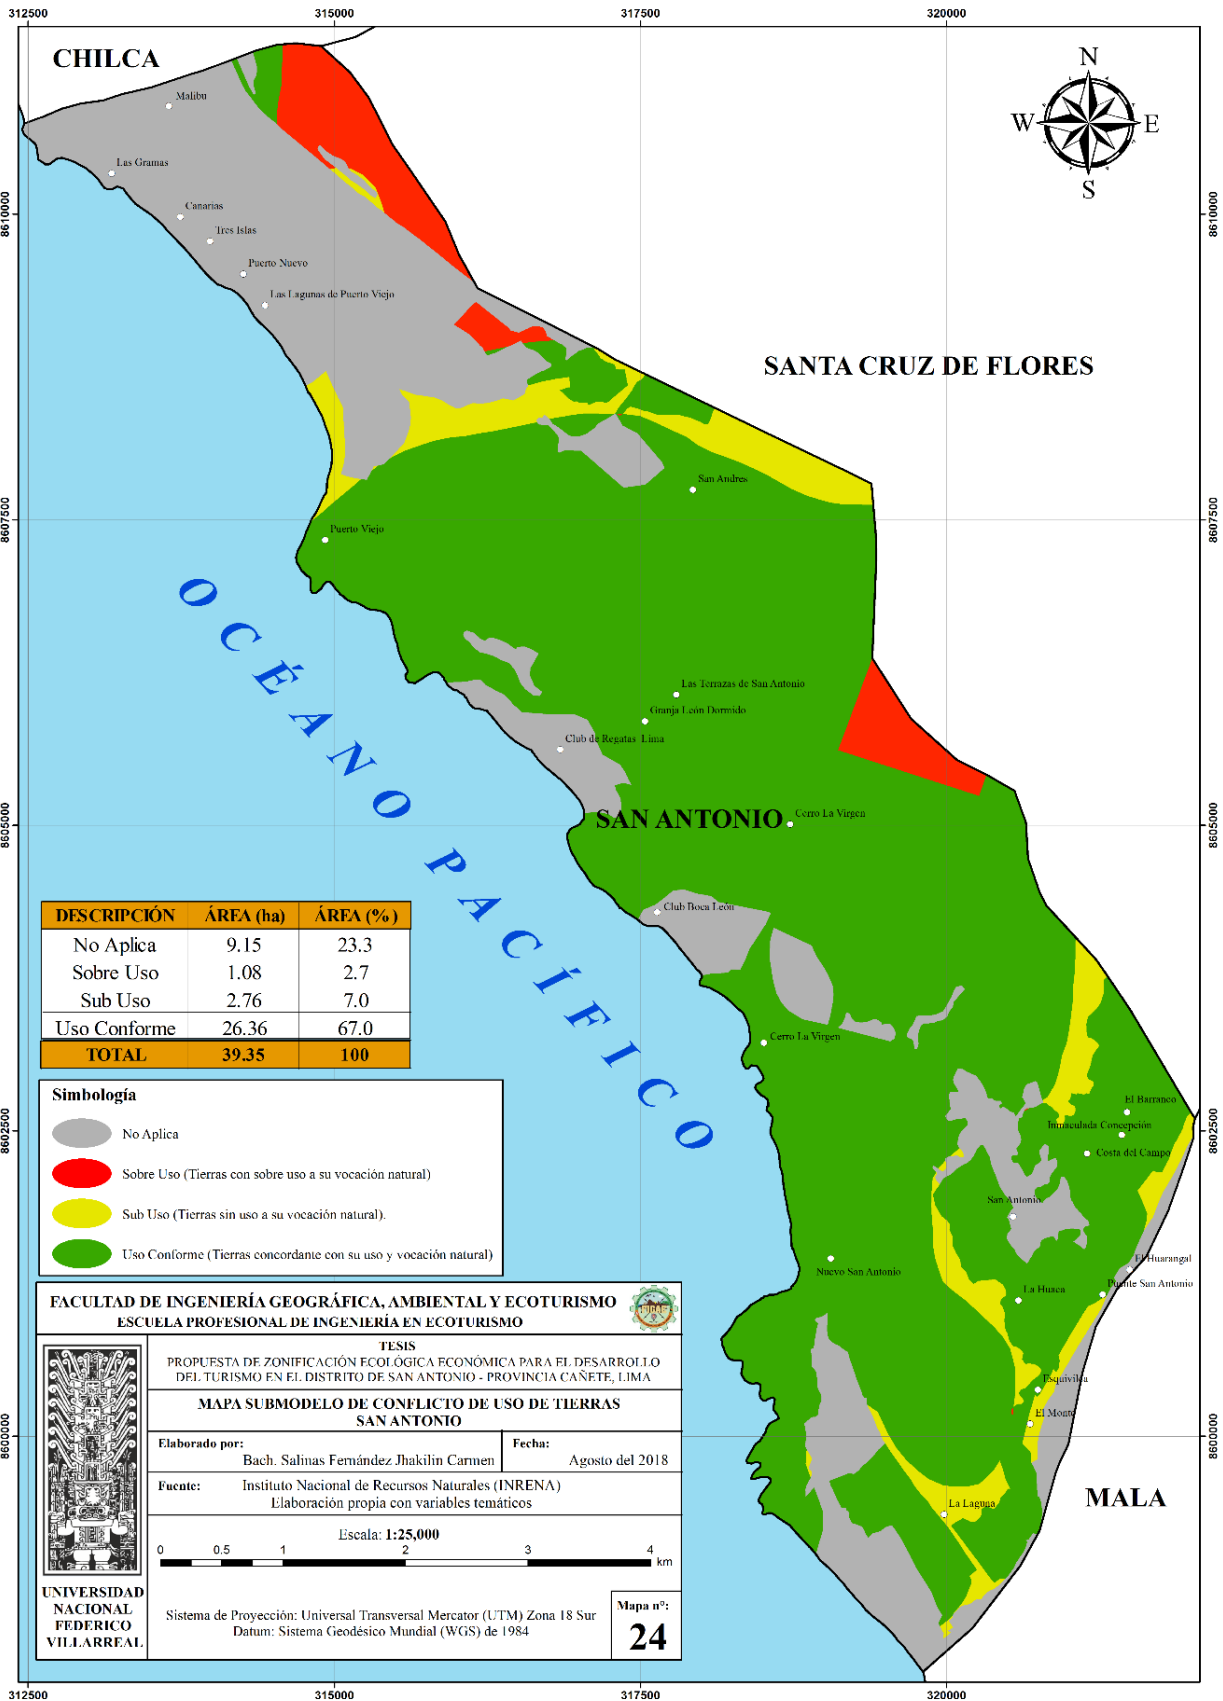 312500 315000 317500 320000
CHILCA
N
W E
S
Malibu
Las Gramas
Canarias
Tres Islas
Puerto Nuevo
Las Lagunas de Puerto Viejo
8610000 8610000
SANTA CRUZ DE FLORES
San Andres
8607500 8607500
Puerto Viejo
OCÉANO PACÍFICO
Las Terrazas de San Antonio
Granja León Dormido
Club de Regatas Lima
SAN ANTONIO
Cerro La Virgen
8605000 8605000
Club Boca León
Cerro La Virgen
El Barranco
Inmaculada Concepción
Costa del Campo
8602500 8602500
San Antonio
Nuevo San Antonio
El Huarangal
Puente San Antonio
La Huaca
Esquivilca
El Monte
8600000 8600000
La Laguna
MALA
DESCRIPCIÓN ÁREA (ha) ÁREA (%)
No Aplica 9.15 23.3
Sobre Uso 1.08 2.7
Sub Uso 2.76 7.0
Uso Conforme 26.36 67.0
TOTAL 39.35 100
Simbología
No Aplica
Sobre Uso (Tierras con sobre uso a su vocación natural)
Sub Uso (Tierras sin uso a su vocación natural).
Uso Conforme (Tierras concordante con su uso y vocación natural)
FACULTAD DE INGENIERÍA GEOGRÁFICA, AMBIENTAL Y ECOTURISMO
ESCUELA PROFESIONAL DE INGENIERÍA EN ECOTURISMO
TESIS
PROPUESTA DE ZONIFICACIÓN ECOLÓGICA ECONÓMICA PARA EL DESARROLLO
DEL TURISMO EN EL DISTRITO DE SAN ANTONIO - PROVINCIA CAÑETE, LIMA
MAPA SUBMODELO DE CONFLICTO DE USO DE TIERRAS
SAN ANTONIO
Elaborado por:
Bach. Salinas Fernández Jhakilin Carmen
Fecha:
Agosto del 2018
Fuente: Instituto Nacional de Recursos Naturales (INRENA)
Elaboración propia con variables temáticos
Escala: 1:25,000
0 0.5 1 2 3 4
km
Sistema de Proyección: Universal Transversal Mercator (UTM) Zona 18 Sur
Datum: Sistema Geodésico Mundial (WGS) de 1984
Mapa n°:
24
UNIVERSIDAD
NACIONAL
FEDERICO
VILLARREAL
312500 315000 317500 320000